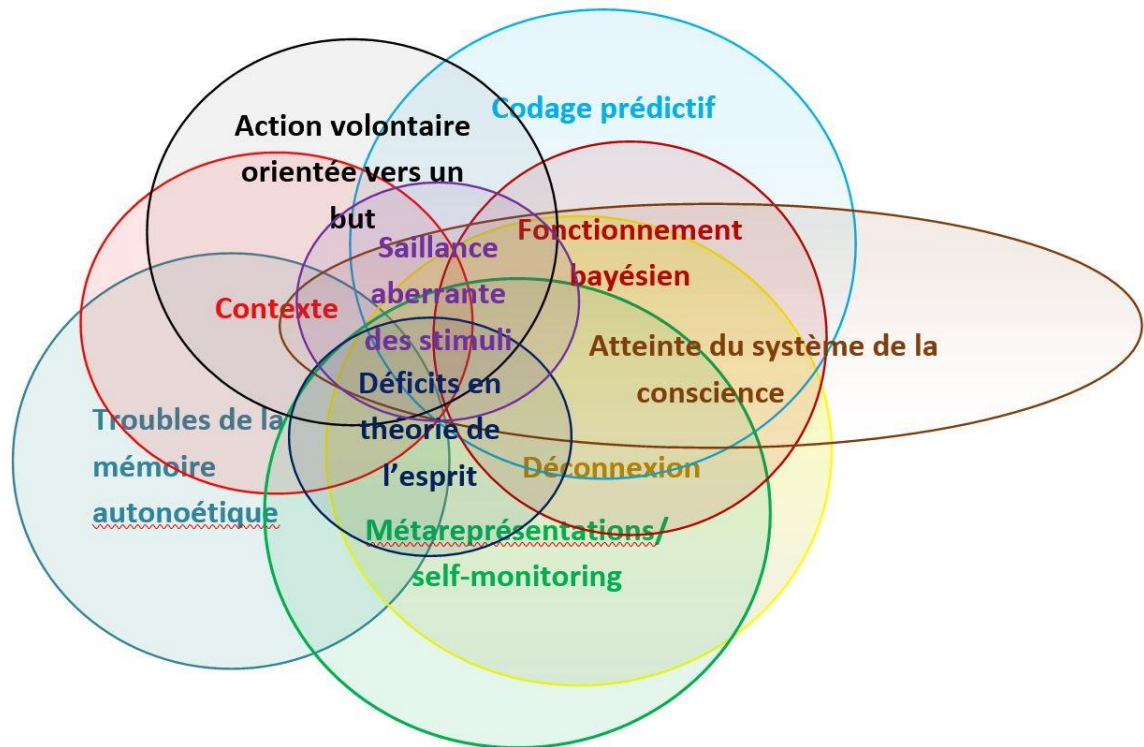 Codage prédictif
Action volontaire
orientée vers un
but
Fonctionnement
bayésien
Saillance
aberrante
des stimuli
Contexte
Atteinte du système de la
conscience
Déficits en
théorie de
l'esprit
Troubles de la
mémoire
autonoétique
Déconnexion
Métareprésentations/
self-monitoring